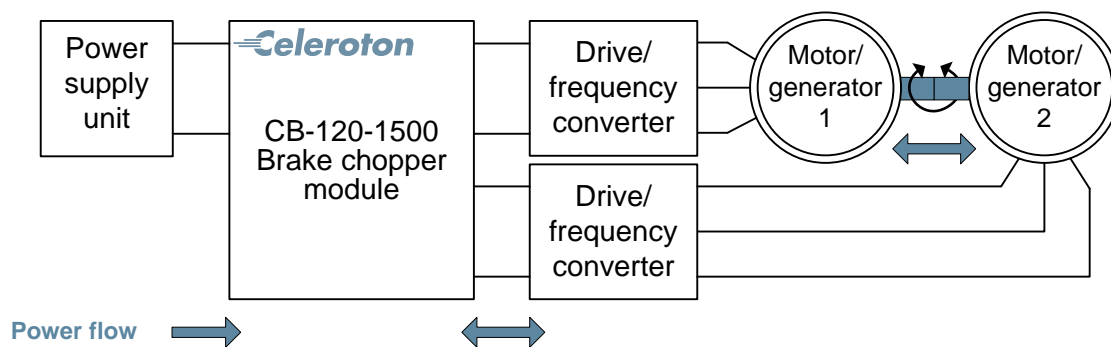 Power
supply
unit
Celeroton
CB-120-1500
Brake chopper
module
Drive/
frequency
converter
Drive/
frequency
converter
Motor/
generator
1
Motor/
generator
2
Power flow